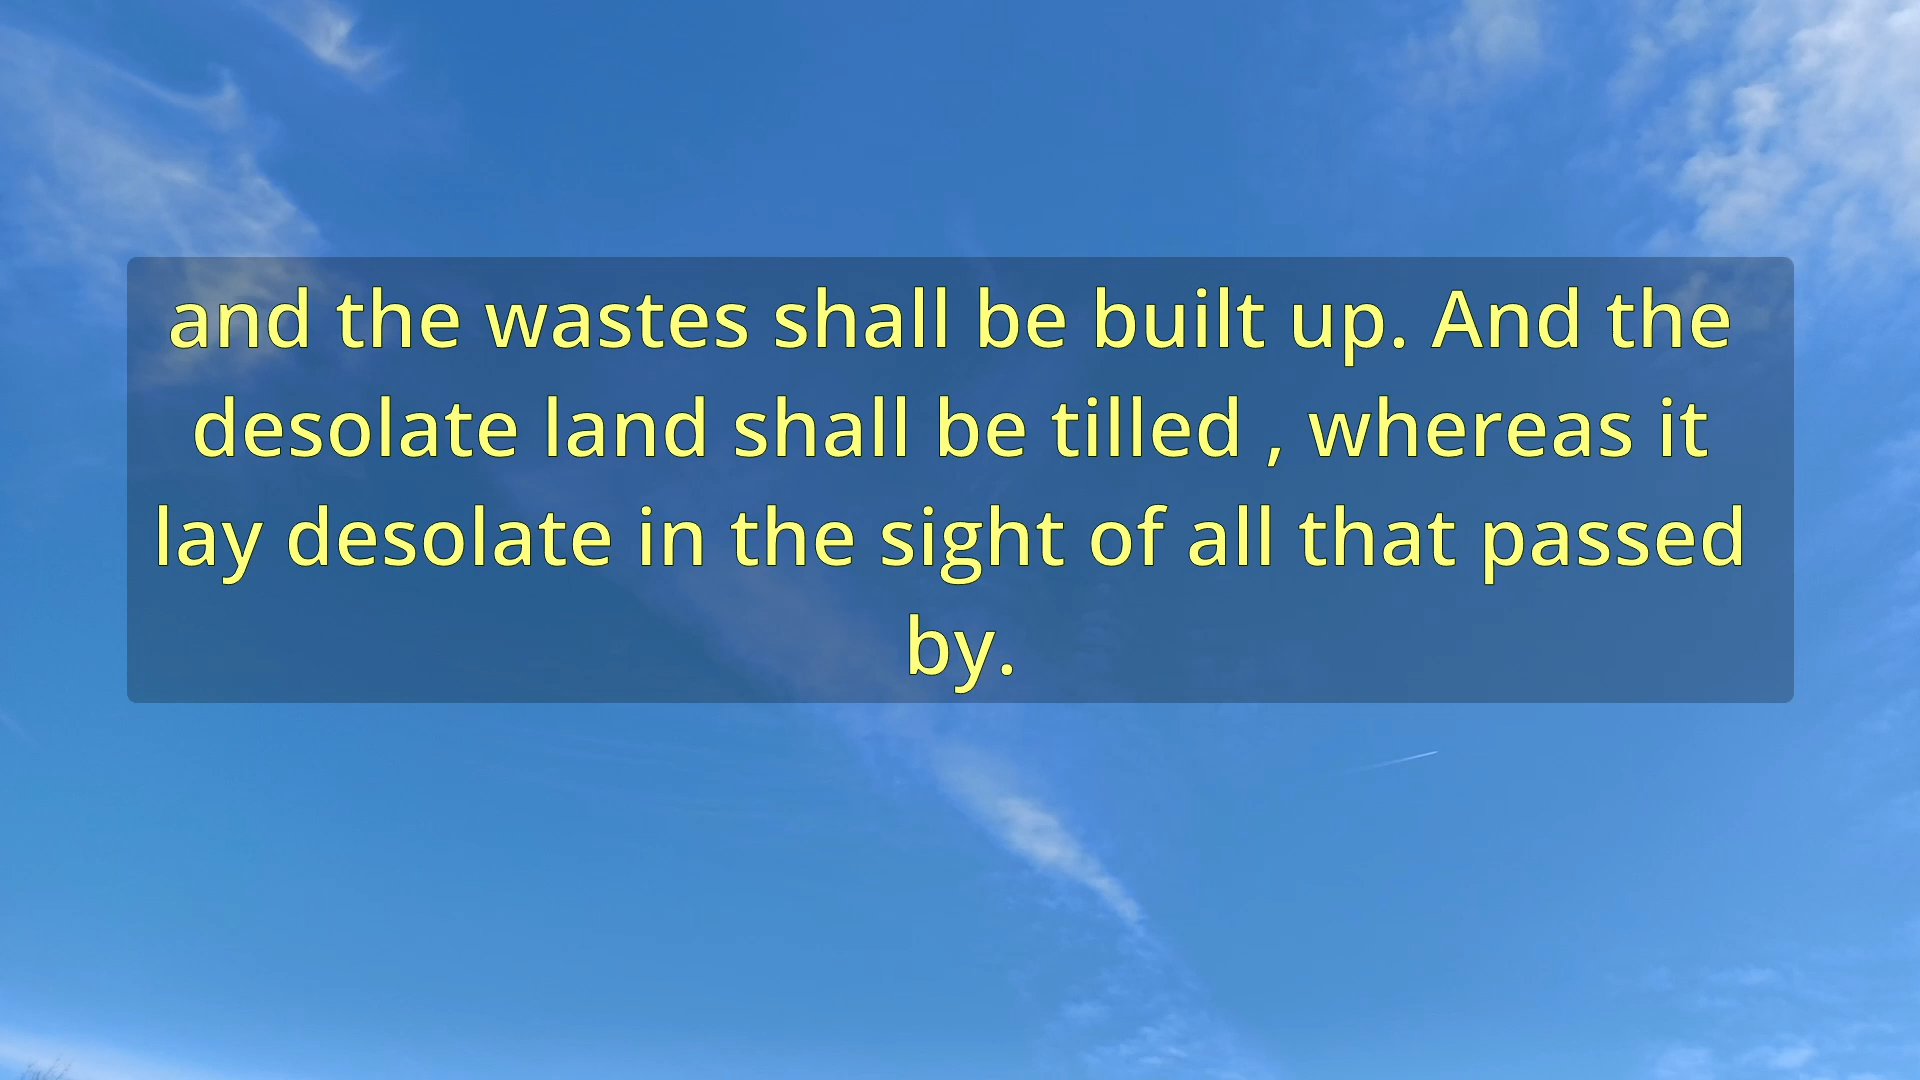 and the wastes shall be built up. And the
desolate land shall be tilled , whereas it
lay desolate in the sight of all that passed
by.